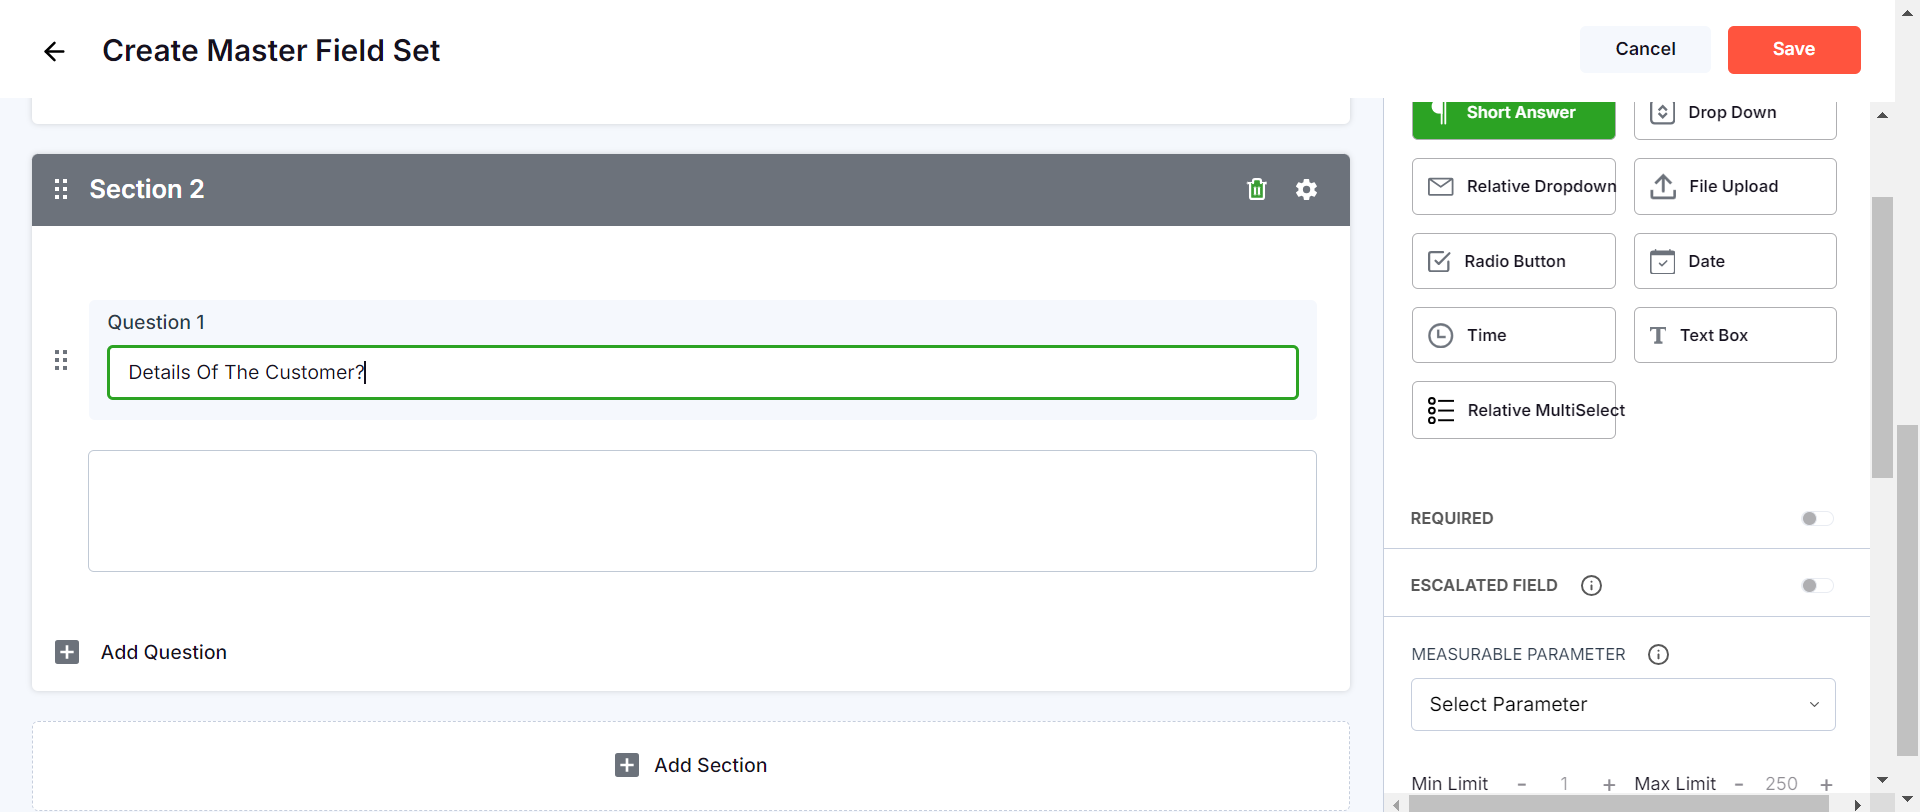 Create Master Field Set
Cancel
Save
Section 2
Question 1
Details Of The Customer?
Add Question
Add Section
Short Answer
Drop Down
Relative Dropdown
File Upload
Radio Button
Date
Time
Text Box
Relative MultiSelect
REQUIRED
ESCALATED FIELD
MEASURABLE PARAMETER
Select Parameter
Min Limit - 1 + Max Limit - 250 +